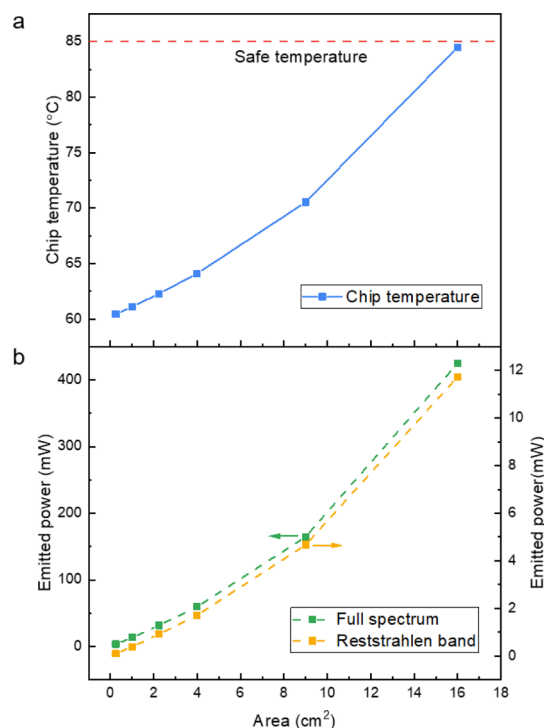 a
85
80
75
70
65
60
Chip temperature (°C)
Safe temperature
Chip temperature
b
400
300
200
100
0
Emitted power (mW)
12
10
8
6
4
2
0
Emitted power(mW)
Full spectrum
Reststrahlen band
0 2 4 6 8 10 12 14 16 18
Area (cm²)